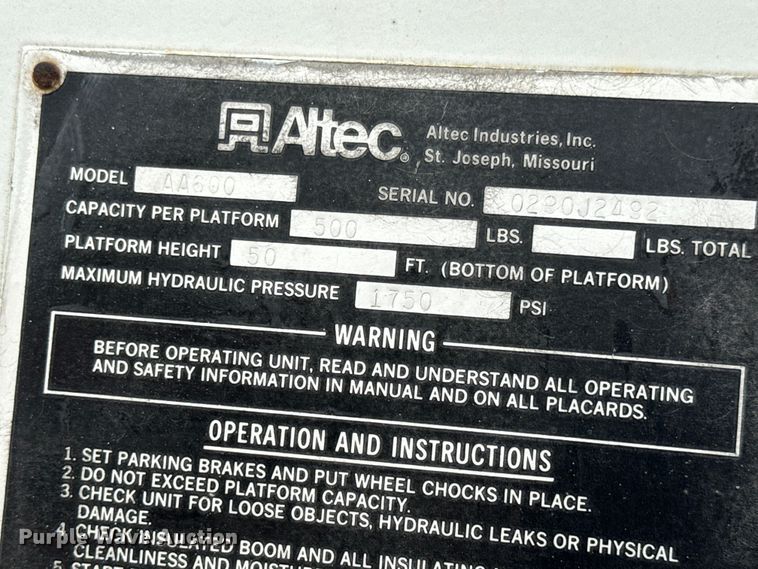 Altec® Altec Industries, Inc.
St. Joseph, Missouri
MODEL AA600 SERIAL NO. 0290J2492
CAPACITY PER PLATFORM 500 LBS. LBS. TOTAL
PLATFORM HEIGHT 50 FT. (BOTTOM OF PLATFORM)
MAXIMUM HYDRAULIC PRESSURE 1750 PSI
WARNING
BEFORE OPERATING UNIT, READ AND UNDERSTAND ALL OPERATING
AND SAFETY INFORMATION IN MANUAL AND ON ALL PLACARDS.
OPERATION AND INSTRUCTIONS
1. SET PARKING BRAKES AND PUT WHEEL CHOCKS IN PLACE.
2. DO NOT EXCEED PLATFORM CAPACITY.
3. CHECK UNIT FOR LOOSE OBJECTS, HYDRAULIC LEAKS OR PHYSICAL
DAMAGE.
4. CHECK INSULATED BOOM AND ALL INSULATING
CLEANLINESS AND
Purple Wave Auction